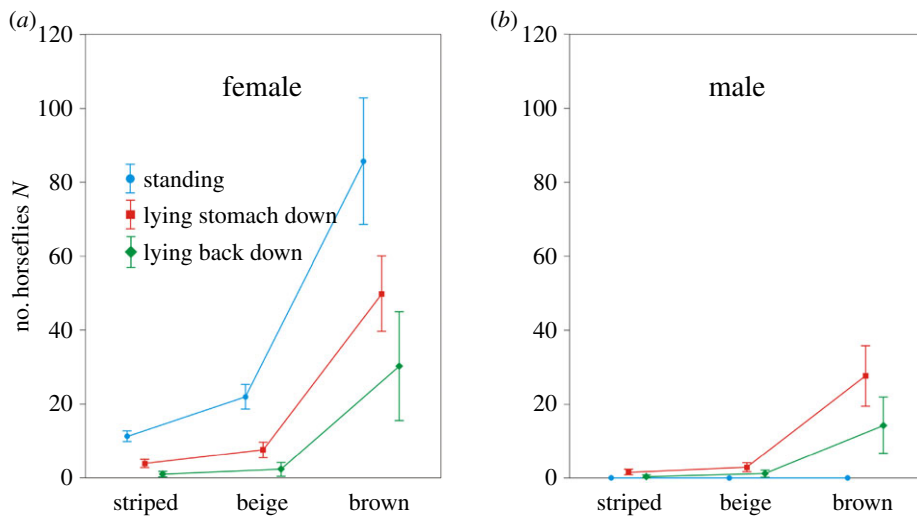 (a)
120
100
80
60
40
20
0
no. horseflies N
female
standing
lying stomach down
lying back down
striped beige brown
(b)
120
100
80
60
40
20
0
male
striped beige brown